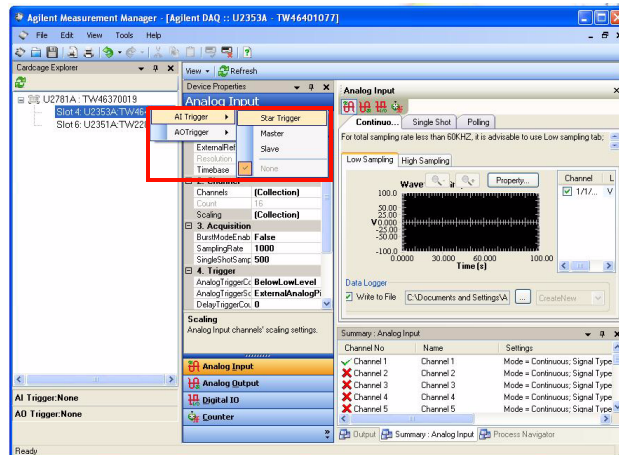 Agilent Measurement Manager - [Agilent DAQ :: U2353A - TW46401077]
File Edit View Tools Help
Cardcage Explorer
U2781A : TW46370019
Slot 4: U2353A:TW464
Slot 6: U2351A:TW220
AI Trigger:None
AO Trigger:None
View Refresh
Device Properties
Analog Input
AI Trigger
AOTrigger
Star Trigger
Master
Slave
None
ExternalRef
Resolution
Timebase
2. Channel
Channels (Collection)
Count 16
Scaling (Collection)
3. Acquisition
BurstModeEnab False
SamplingRate 1000
SingleShotSamp 500
4. Trigger
AnalogTriggerCo BelowLowLevel
AnalogTriggerSc ExternalAnalogPi
DelayTriggerCou 0
Scaling
Analog Input channels' scaling settings.
Analog Input
Analog Output
Digital IO
Counter
Analog Input
Continuo... Single Shot Polling
For total sampling rate less than 60KHZ, it is advisable to use Low sampling tab;
Low Sampling High Sampling
Property...
Channel L
1/1/... V
100.0
50.00
25.00
V 0.000
-25.00
-50.00
-100.0
0.0000 30.000 60.000 100.00
Time (s)
Data Logger
Write to File C:\Documents and Settings\A ... CreateNew
Summary : Analog Input
Channel No Name Settings
Channel 1 Channel 1 Mode = Continuous; Signal Type
Channel 2 Channel 2 Mode = Continuous; Signal Type
Channel 3 Channel 3 Mode = Continuous; Signal Type
Channel 4 Channel 4 Mode = Continuous; Signal Type
Channel 5 Channel 5 Mode = Continuous; Signal Type
Output Summary : Analog Input Process Navigator
Ready